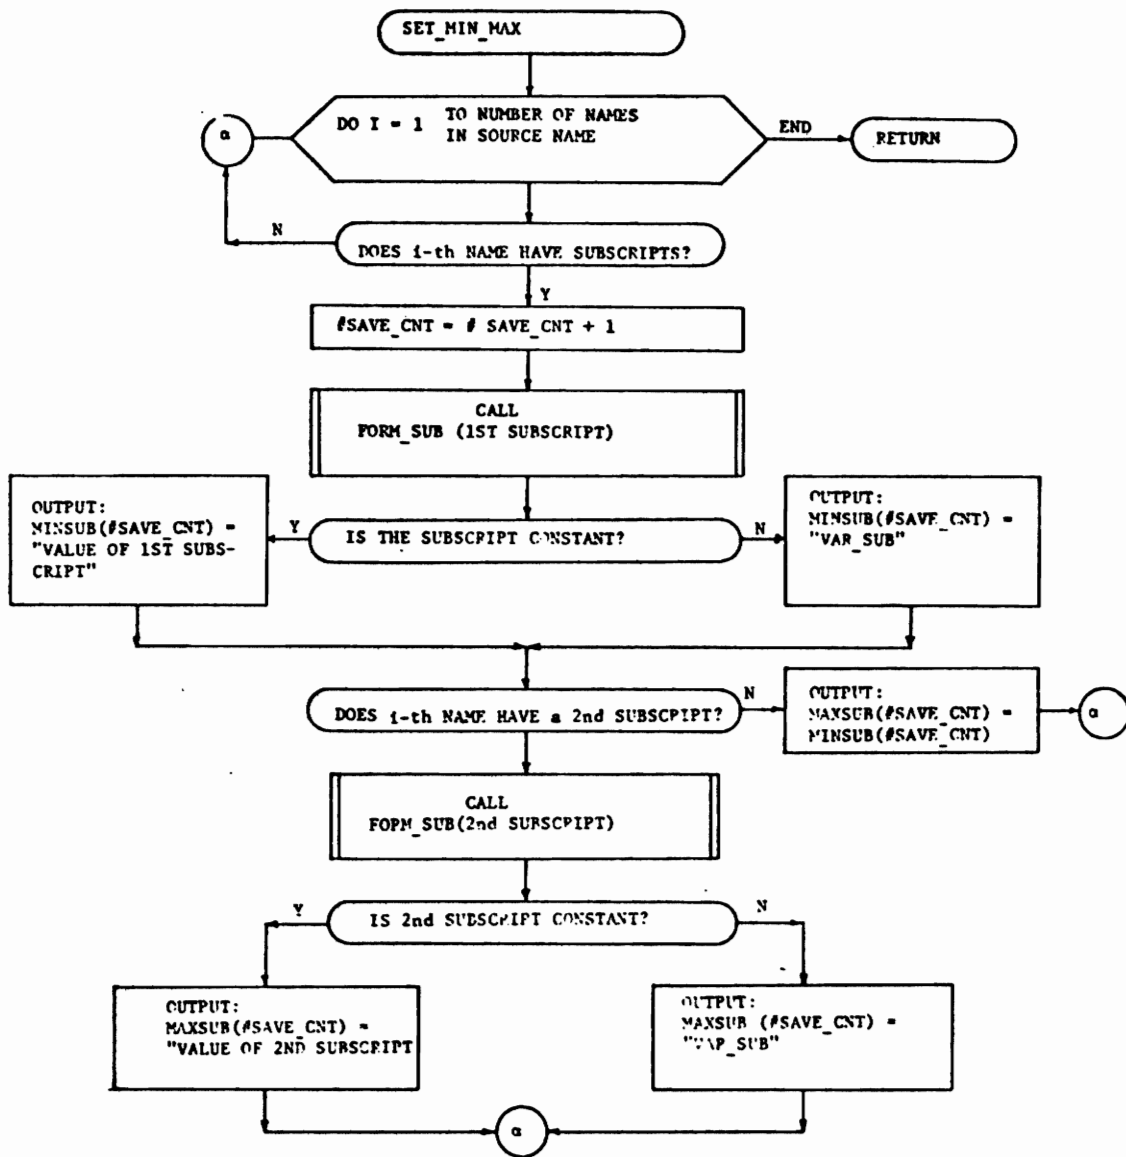 SET_MIN_MAX
DO I = 1 TO NUMBER OF NAMES
IN SOURCE NAME
α
END
RETURN
N
DOES i-th NAME HAVE SUBSCRIPTS?
Y
#SAVE_CNT = # SAVE_CNT + 1
CALL
FORM_SUB (1ST SUBSCRIPT)
OUTPUT:
MINSUB(#SAVE_CNT) =
"VALUE OF 1ST SUBS-
CRIPT"
Y
IS THE SUBSCRIPT CONSTANT?
N
OUTPUT:
MINSUB(#SAVE_CNT) =
"VAR_SUB"
DOES i-th NAME HAVE a 2nd SUBSCRIPT?
N
OUTPUT:
MAXSUB(#SAVE_CNT) =
MINSUB(#SAVE_CNT)
α
CALL
FORM_SUB(2nd SUBSCRIPT)
Y
IS 2nd SUBSCRIPT CONSTANT?
N
OUTPUT:
MAXSUB(#SAVE_CNT) =
"VALUE OF 2ND SUBSCRIPT
OUTPUT:
MAXSUB (#SAVE_CNT) =
"VAR_SUB"
α